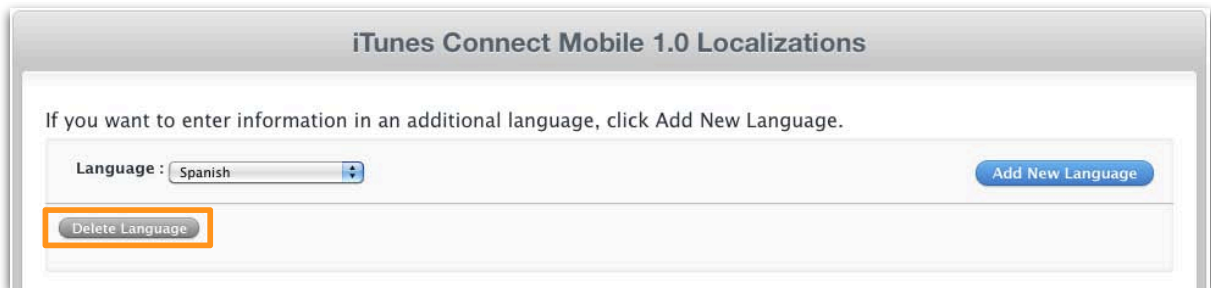 iTunes Connect Mobile 1.0 Localizations
If you want to enter information in an additional language, click Add New Language.
Language : Spanish Add New Language
Delete Language